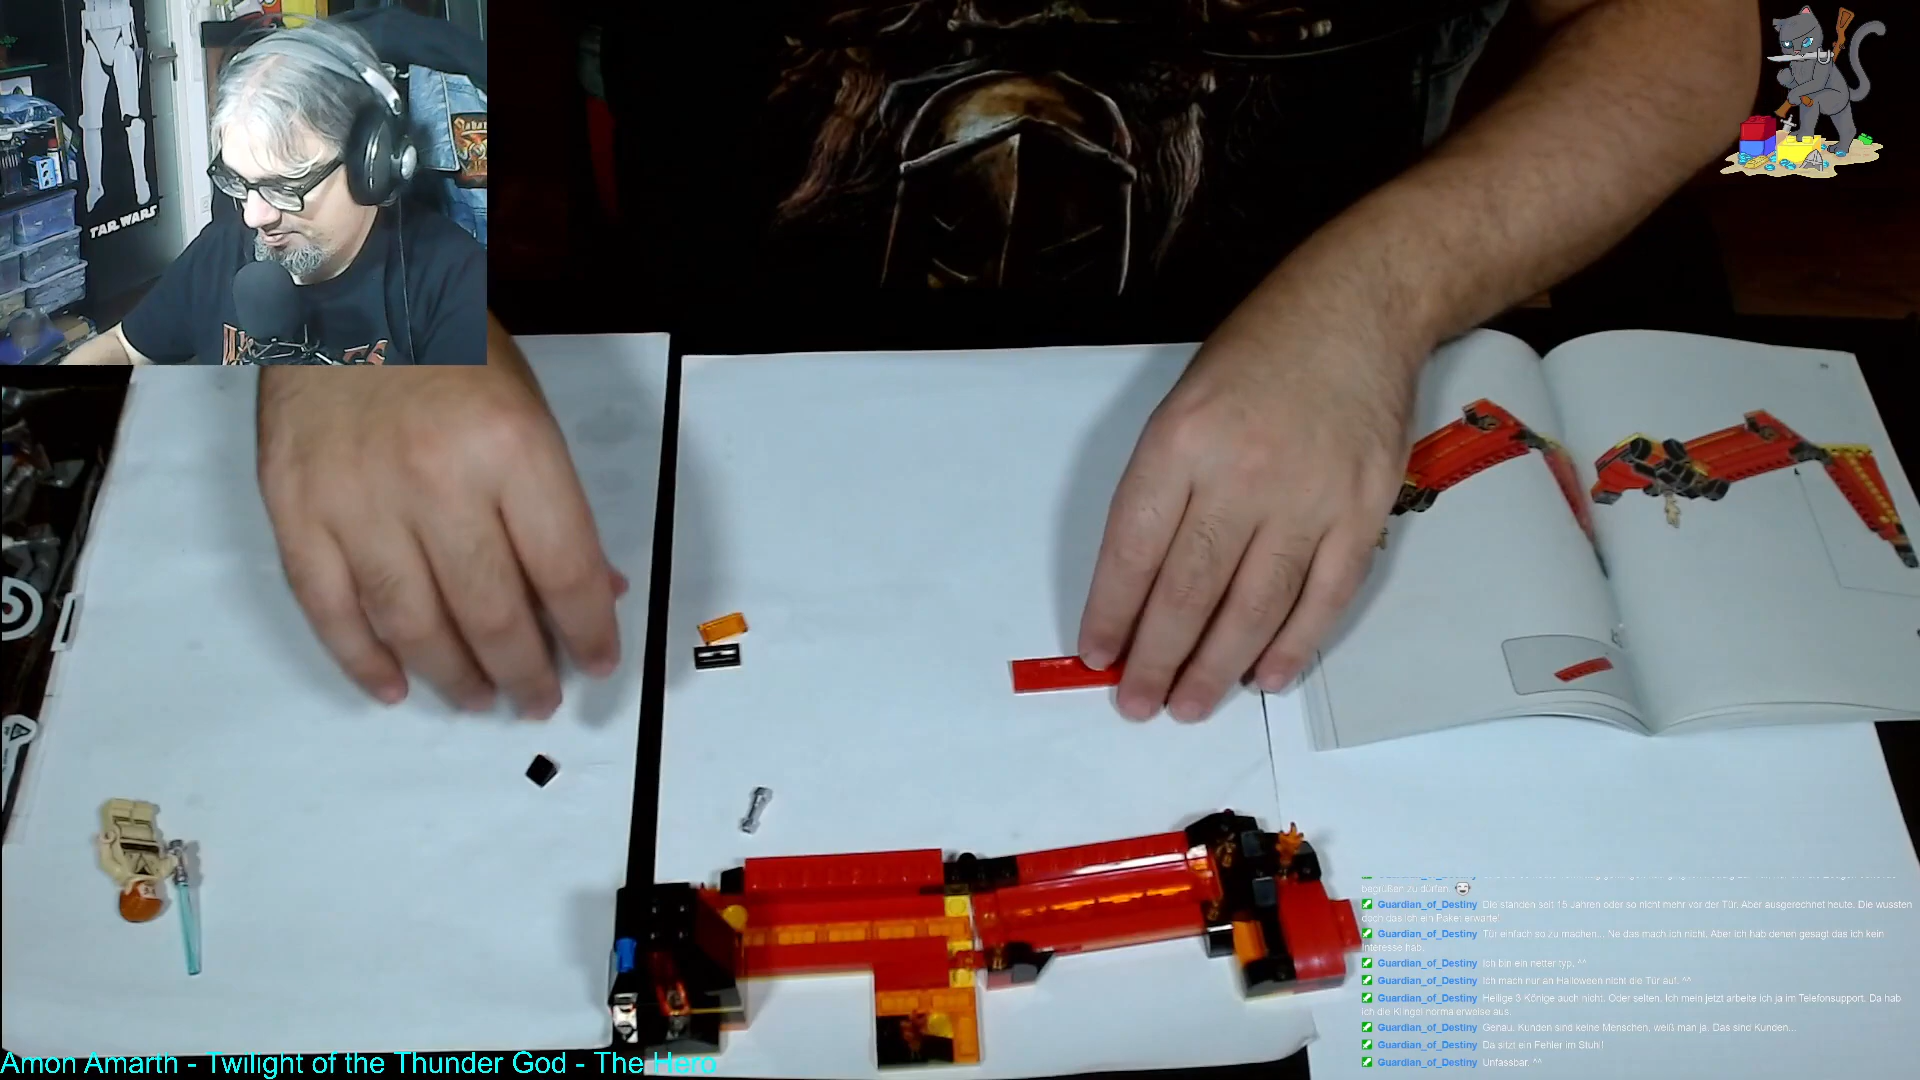 TAR WARS
begrüßen zu dürfen.
Guardian_of_Destiny Die standen seit 15 Jahren oder so nicht mehr vor der Tür. Aber ausgerechnet heute. Die wussten
doch das ich ein Paket erwarte!
Guardian_of_Destiny Tür einfach so zu machen... Ne das mach ich nicht. Aber ich hab denen gesagt das ich kein
Interesse hab.
Guardian_of_Destiny Ich bin ein netter typ. ^^
Guardian_of_Destiny Ich mach nur an Halloween nicht die Tür auf. ^^
Guardian_of_Destiny Heilige 3 Könige auch nicht. Oder selten. Ich mein jetzt arbeite ich ja im Telefonsupport. Da hab
ich die Klingel normalerweise aus.
Guardian_of_Destiny Genau. Kunden sind keine Menschen, weiß man ja. Das sind Kunden...
Guardian_of_Destiny Da sitzt ein Fehler im Stuhl!
Guardian_of_Destiny Unfassbar. ^^
Amon Amarth - Twilight of the Thunder God - The Hero